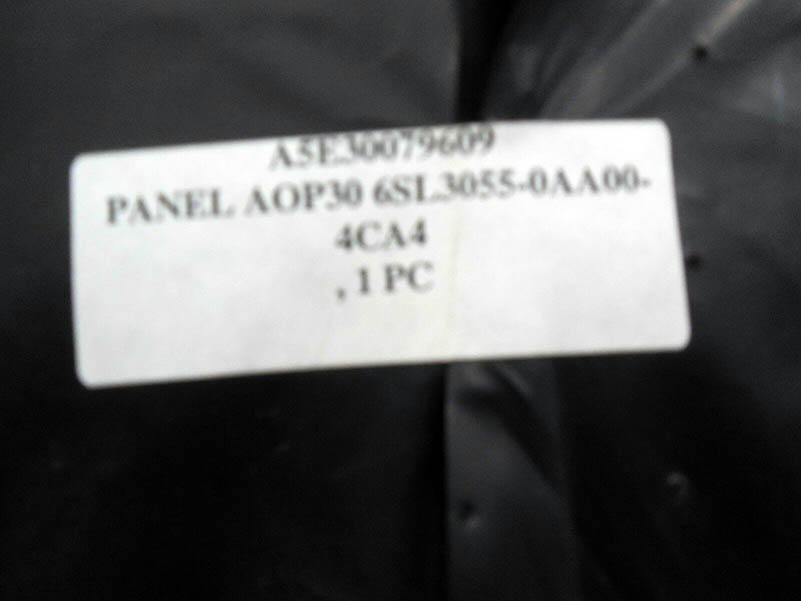 A5E30079609
PANEL AOP30 6SL3055-0AA00-
4CA4
, 1 PC